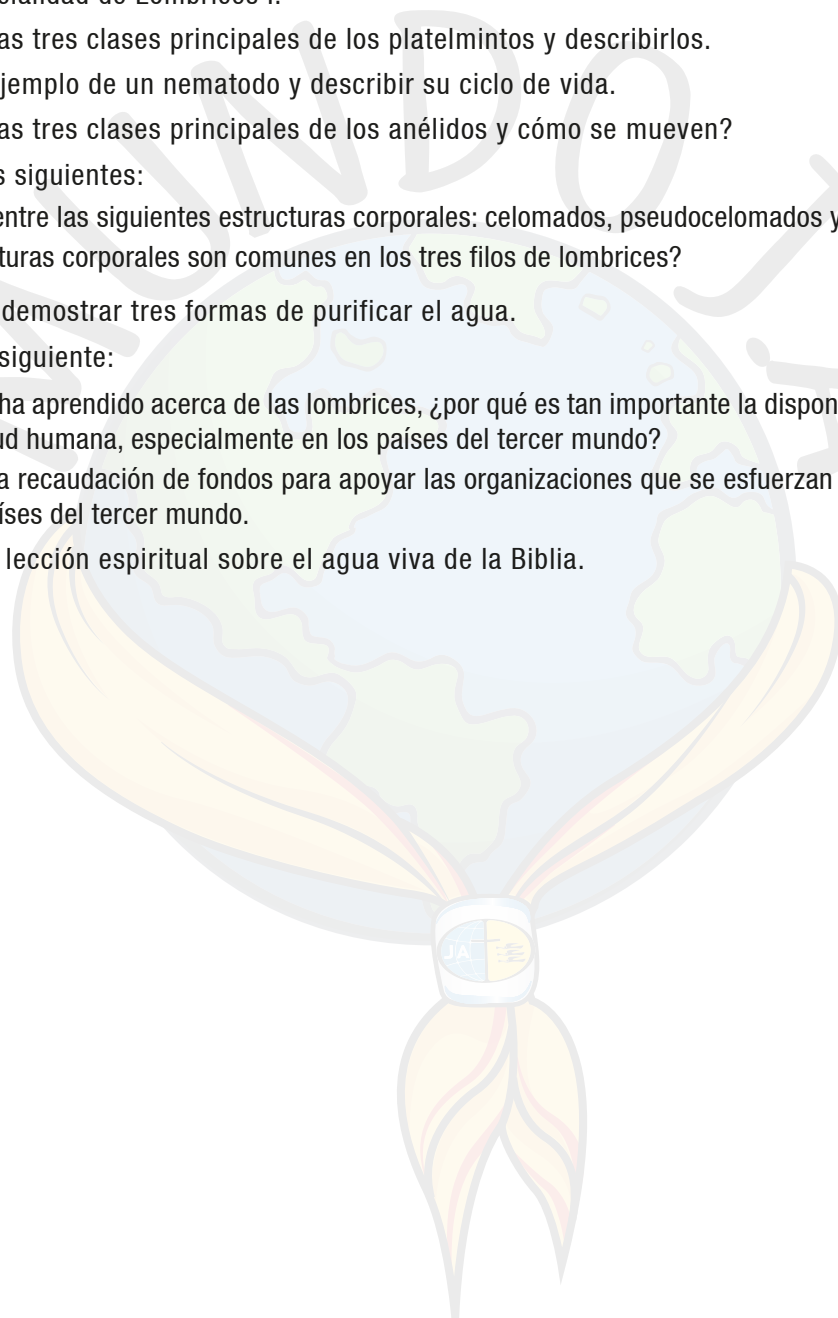 as tres clases principales de los platelmintos y describirlos.
jemplo de un nematodo y describir su ciclo de vida.
as tres clases principales de los anélidos y cómo se mueven?
s siguientes:
entre las siguientes estructuras corporales: celomados, pseudocelomados y
turas corporales son comunes en los tres filos de lombrices?
demostrar tres formas de purificar el agua.
siguiente:
ha aprendido acerca de las lombrices, ¿por qué es tan importante la dispon
ud humana, especialmente en los países del tercer mundo?
a recaudación de fondos para apoyar las organizaciones que se esfuerzan
íses del tercer mundo.
lección espiritual sobre el agua viva de la Biblia.
MUNDO J
A
JA